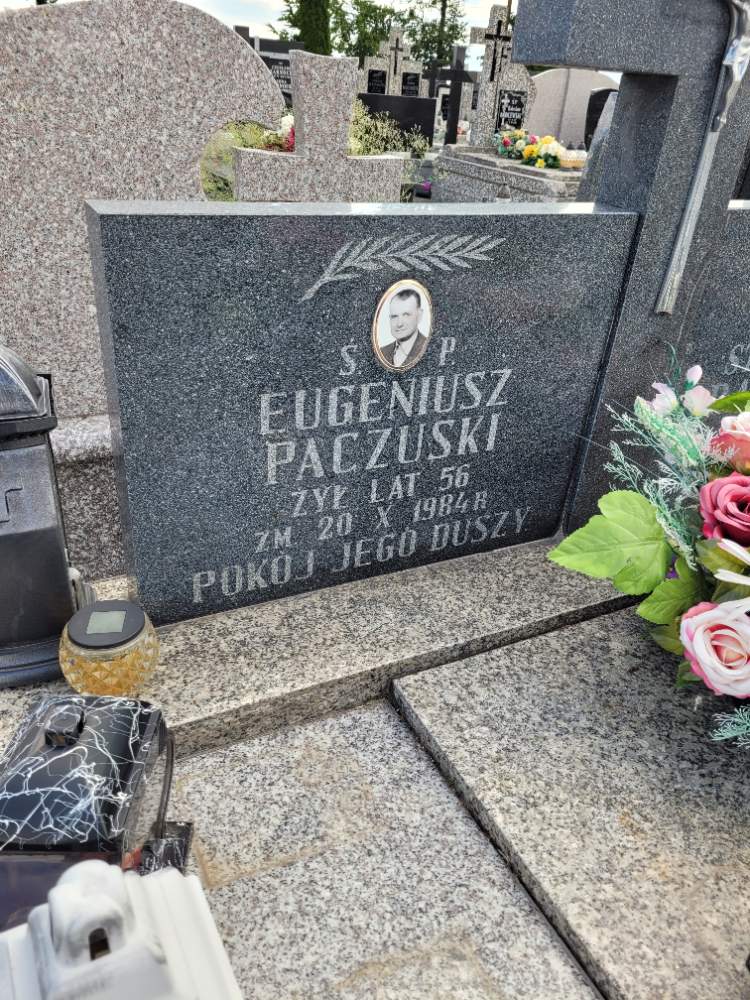 Ś P.
EUGENIUSZ
PACZUSKI
ŻYŁ LAT 56
ZM 20 X 1984 R
POKÓJ JEGO DUSZY